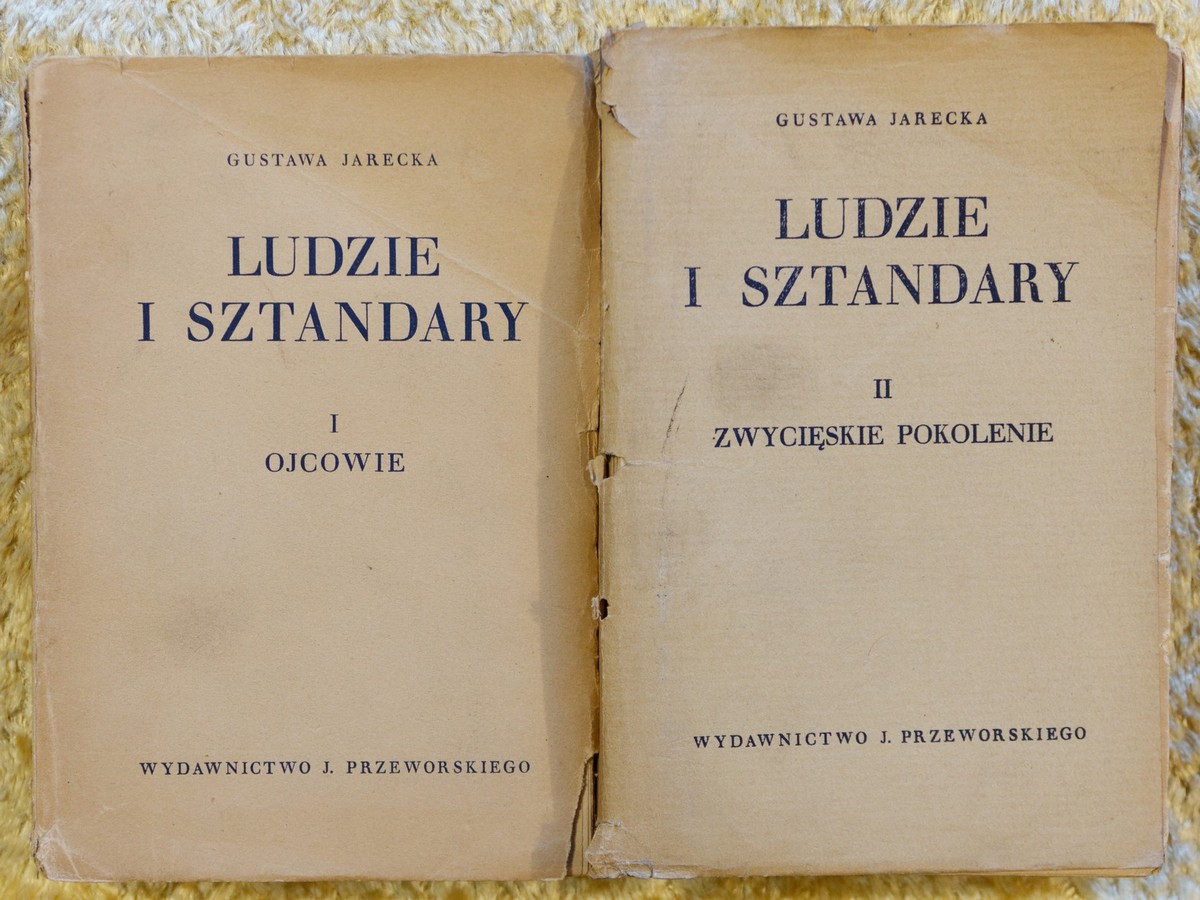 GUSTAWA JARECKA
LUDZIE
I SZTANDARY
I
OJCOWIE
WYDAWNICTWO J. PRZEWORSKIEGO
GUSTAWA JARECKA
LUDZIE
I SZTANDARY
II
ZWYCIĘSKIE POKOLENIE
WYDAWNICTWO J. PRZEWORSKIEGO